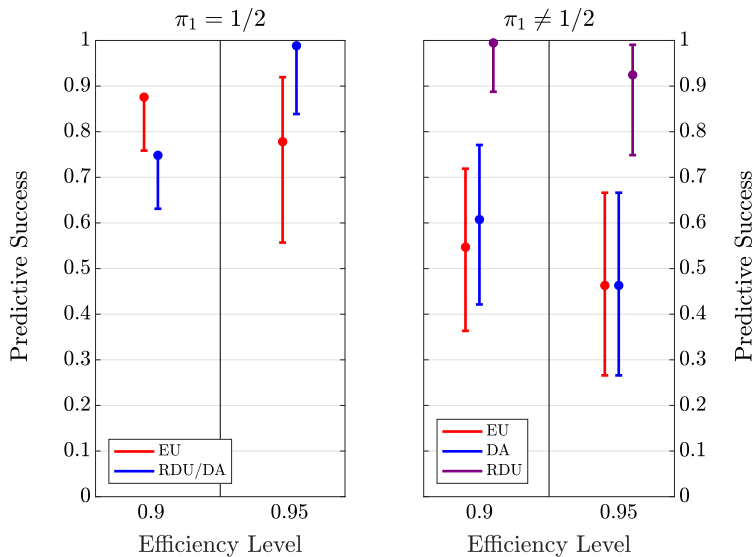 π₁ = 1/2
1
0.9
0.8
0.7
0.6
0.5
0.4
0.3
0.2
0.1
0
Predictive Success
EU
RDU/DA
0.9
0.95
Efficiency Level
π₁ ≠ 1/2
EU
DA
RDU
0.9
0.95
Efficiency Level
1
0.9
0.8
0.7
0.6
0.5
0.4
0.3
0.2
0.1
0
Predictive Success